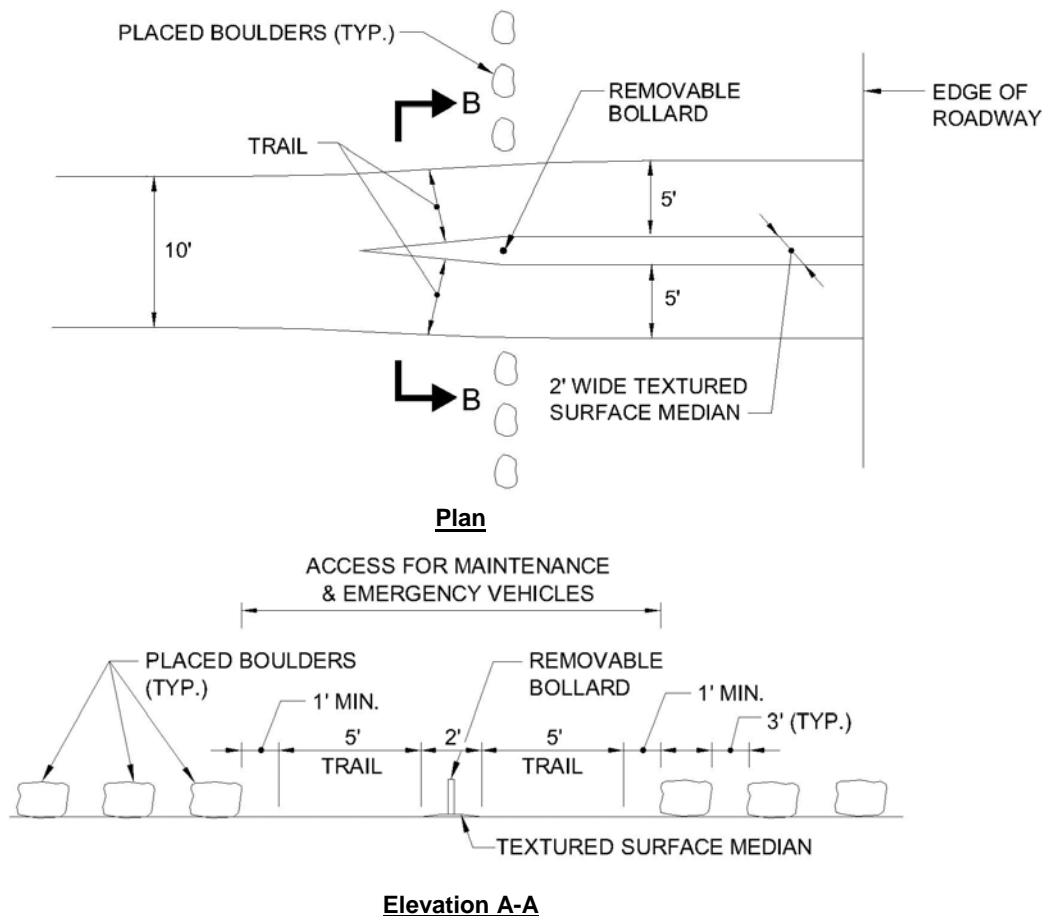 PLACED BOULDERS (TYP.)
B
REMOVABLE
BOLLARD
EDGE OF
ROADWAY
TRAIL
5'
10'
5'
B
2' WIDE TEXTURED
SURFACE MEDIAN
Plan
ACCESS FOR MAINTENANCE
& EMERGENCY VEHICLES
PLACED BOULDERS
(TYP.)
REMOVABLE
BOLLARD
1' MIN.
1' MIN.
3' (TYP.)
5'
TRAIL
2'
5'
TRAIL
TEXTURED SURFACE MEDIAN
Elevation A-A